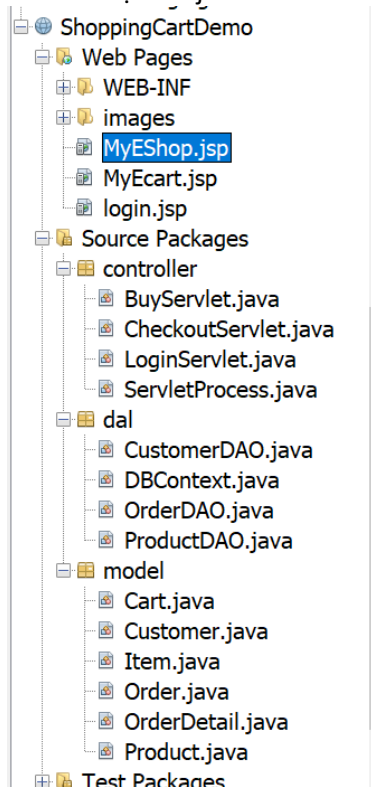 ShoppingCartDemo
Web Pages
WEB-INF
images
MyEShop.jsp
MyEcart.jsp
login.jsp
Source Packages
controller
BuyServlet.java
CheckoutServlet.java
LoginServlet.java
ServletProcess.java
dal
CustomerDAO.java
DBContext.java
OrderDAO.java
ProductDAO.java
model
Cart.java
Customer.java
Item.java
Order.java
OrderDetail.java
Product.java
Test Packages